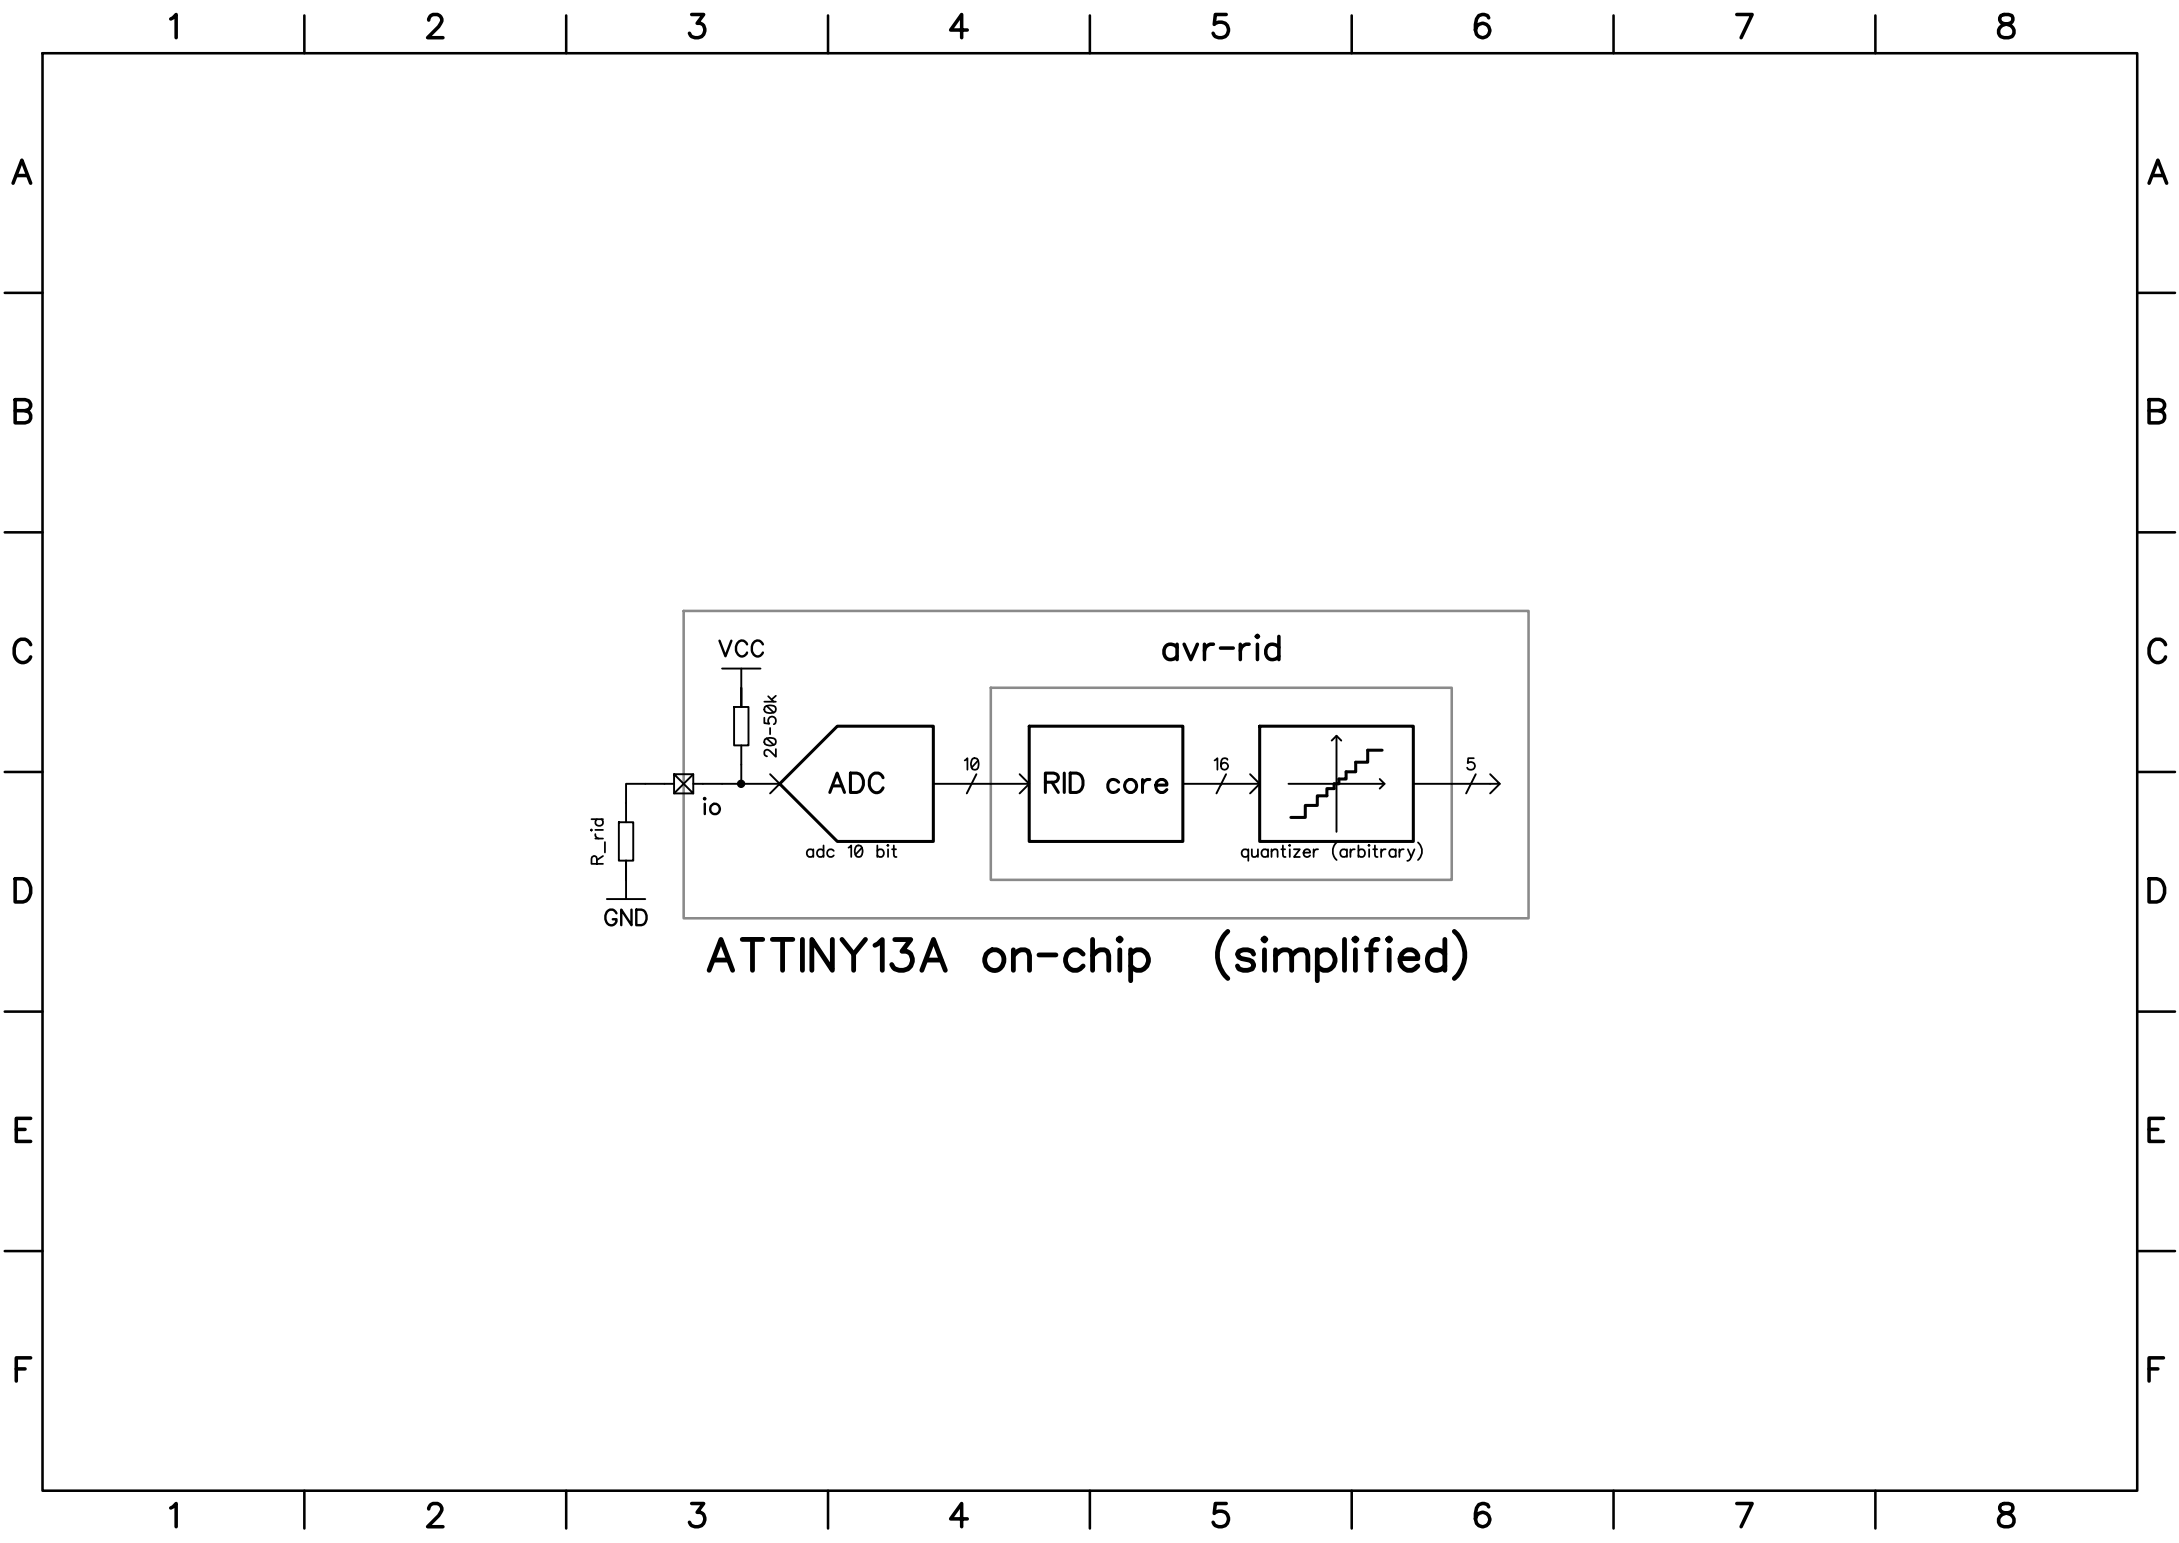 1 2 3 4 5 6 7 8
A A
B B
C C
VCC avr-rid
20-50k
ADC 10 RID core 16 5
io
R_rid
adc 10 bit quantizer (arbitrary)
D D
GND
ATTINY13A on-chip (simplified)
E E
F F
1 2 3 4 5 6 7 8